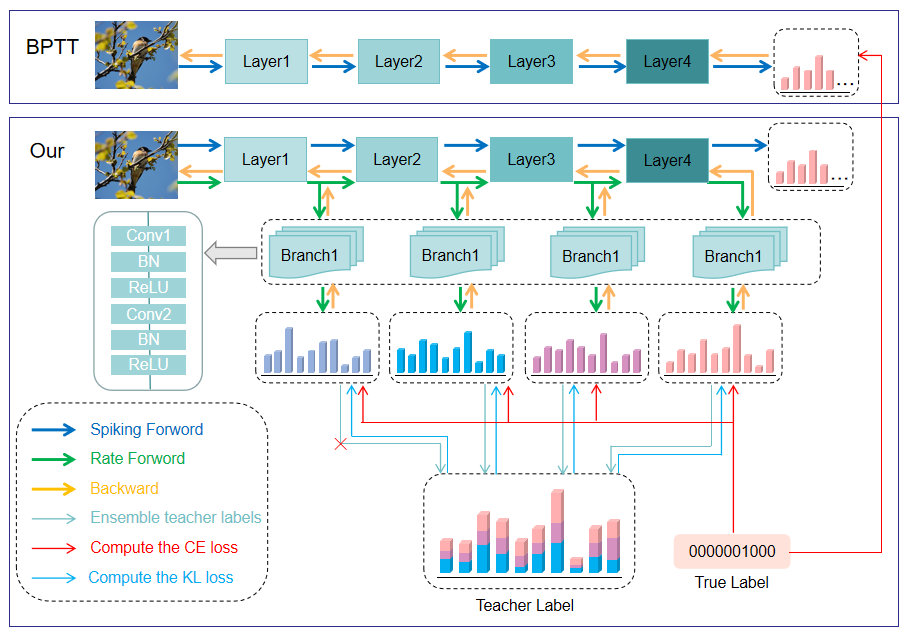 BPTT
Layer1
Layer2
Layer3
Layer4
...
Our
Layer1
Layer2
Layer3
Layer4
...
Conv1
BN
ReLU
Conv2
BN
ReLU
Branch1
Branch1
Branch1
Branch1
Spiking Forword
Rate Forword
Backward
Ensemble teacher labels
Compute the CE loss
Compute the KL loss
Teacher Label
0000001000
True Label